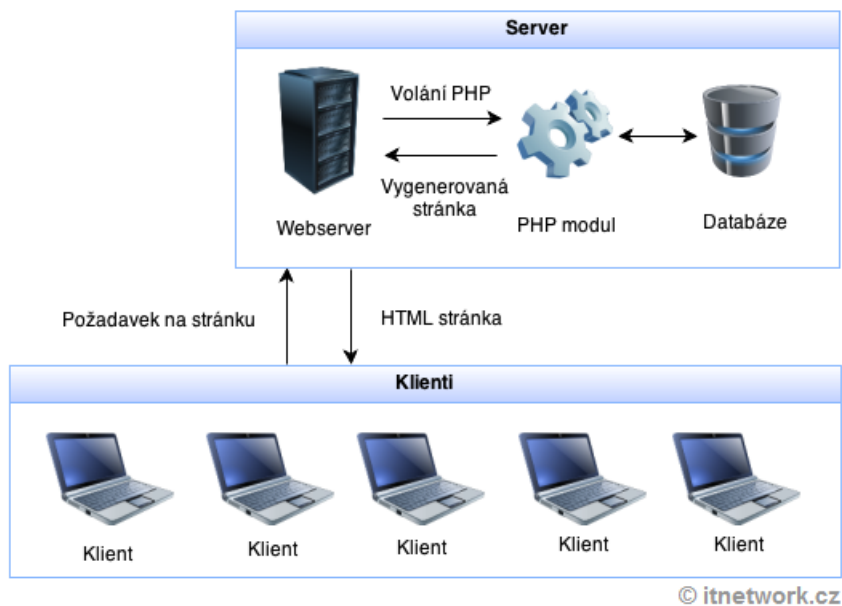 Server
Volání PHP
Vygenerovaná
stránka
Webserver
PHP modul
Databáze
Požadavek na stránku
HTML stránka
Klienti
Klient
Klient
Klient
Klient
Klient
© itnetwork.cz